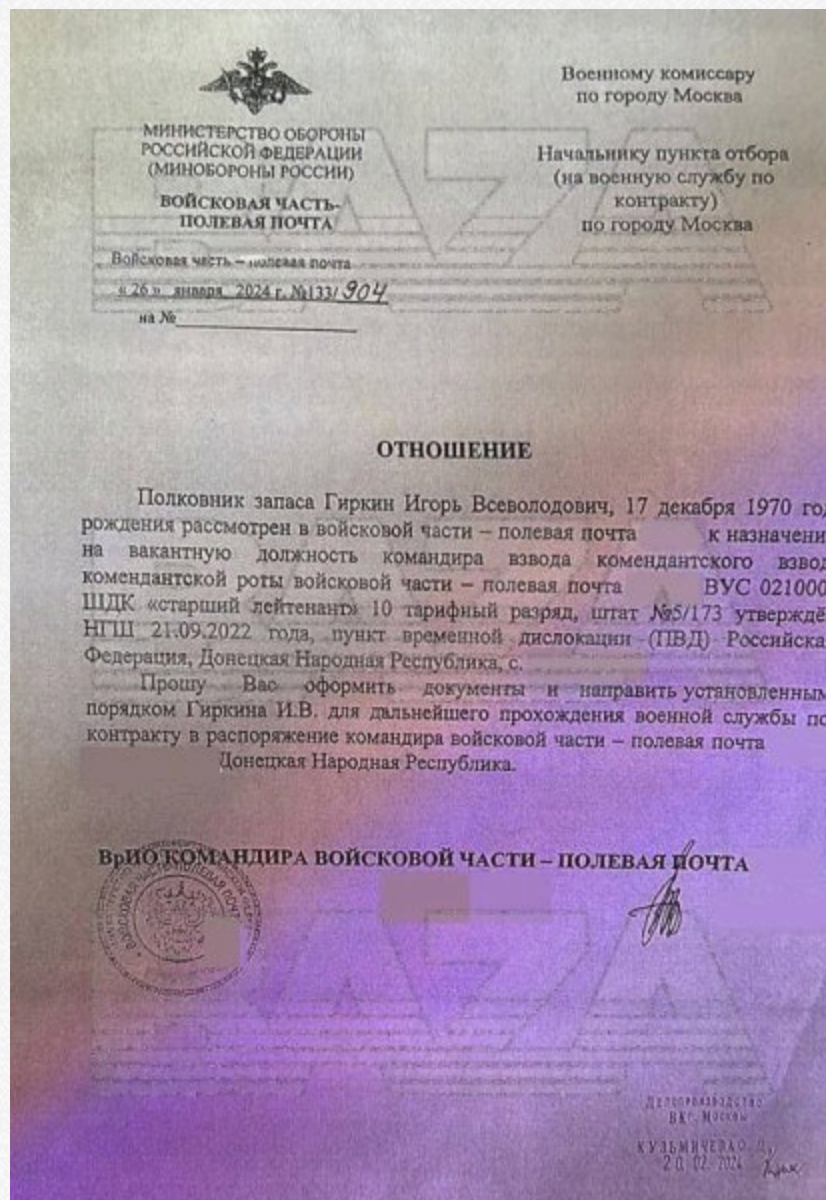 МИНИСТЕРСТВО ОБОРОНЫ
РОССИЙСКОЙ ФЕДЕРАЦИИ
(МИНОБОРОНЫ РОССИИ)
ВОЙСКОВАЯ ЧАСТЬ-
ПОЛЕВАЯ ПОЧТА
Войсковая часть – полевая почта
« 26 » января 2024 г. №133/904
на №
Военному комиссару
по городу Москва
Начальнику пункта отбора
(на военную службу по
контракту)
по городу Москва
BAZA
ОТНОШЕНИЕ
Полковник запаса Гиркин Игорь Всеволодович, 17 декабря 1970 год
рождения рассмотрен в войсковой части – полевая почта к назначени
на вакантную должность командира взвода комендантского взвод
комендантской роты войсковой части – полевая почта ВУС 021000
ШДК «старший лейтенант» 10 тарифный разряд, штат №5/173 утверждё
НГШ 21.09.2022 года, пункт временной дислокации (ПВД) Российска
Федерация, Донецкая Народная Республика, с.
Прошу Вас оформить документы и направить установленным
порядком Гиркина И.В. для дальнейшего прохождения военной службы по
контракту в распоряжение командира войсковой части – полевая почта
Донецкая Народная Республика.
ВрИО КОМАНДИРА ВОЙСКОВОЙ ЧАСТИ – ПОЛЕВАЯ ПОЧТА
Делопроизводство
ВК г. Москвы
КУЗЬМИЧЕВА О.
20. 02. 2024